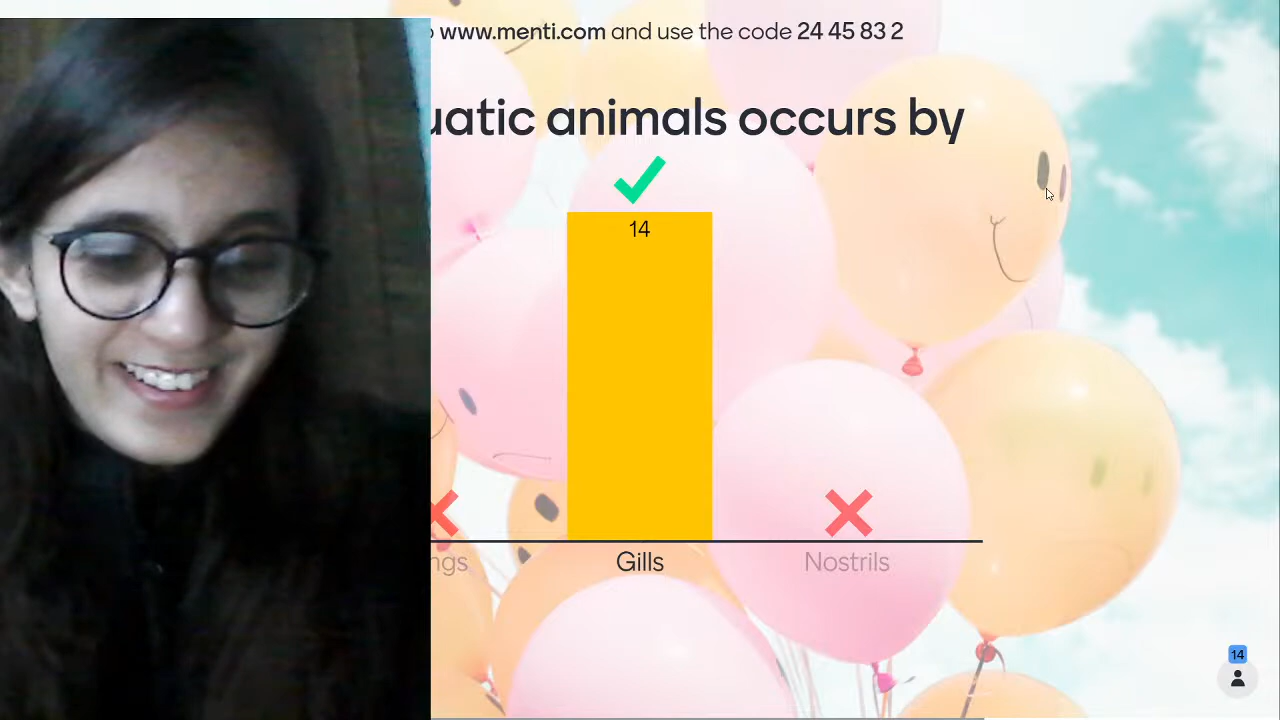 www.menti.com and use the code 24 45 83 2
uatic animals occurs by
14
ngs Gills Nostrils
14